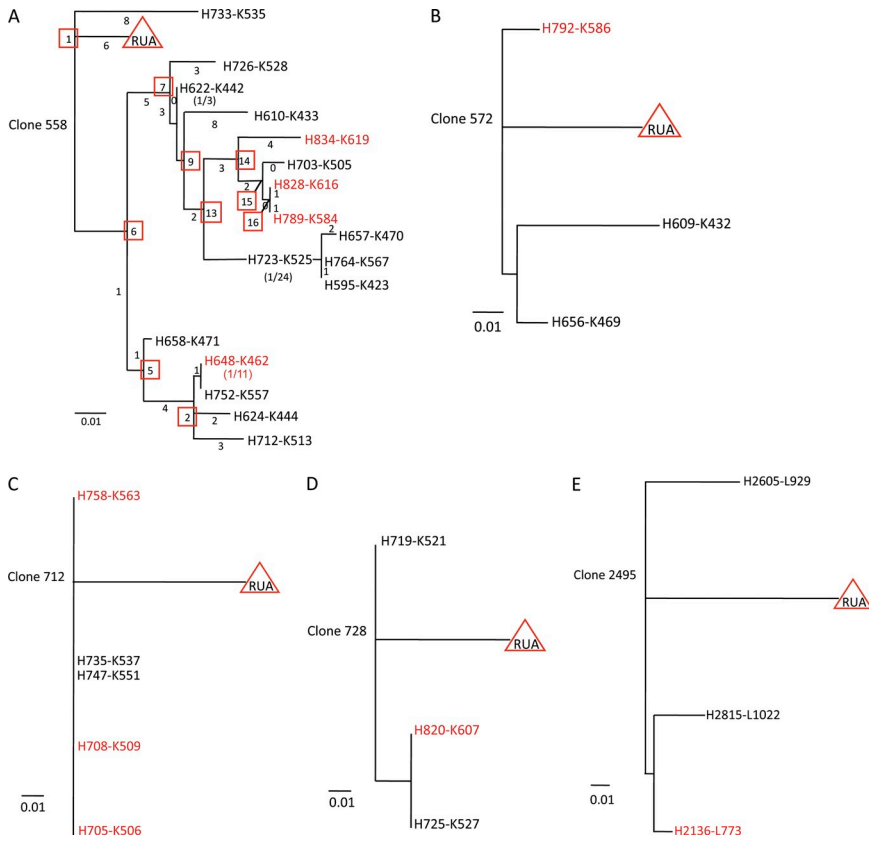 A
H733-K535
8
1
RUA
6
H726-K528
3
7
H622-K442
0
(1/3)
5
3
H610-K433
8
Clone 558
H834-K619
4
9
3
14
H703-K505
0
2
H828-K616
15
1
0
1
2
13
16
H789-K584
6
H657-K470
2
H723-K525
H764-K567
(1/24)
1
H595-K423
1
H658-K471
1
H648-K462
(1/11)
5
1
H752-K557
4
2
H624-K444
2
0.01
H712-K513
3
B
H792-K586
Clone 572
RUA
H609-K432
0.01
H656-K469
C
H758-K563
Clone 712
RUA
H735-K537
H747-K551
H708-K509
0.01
H705-K506
D
H719-K521
Clone 728
RUA
H820-K607
0.01
H725-K527
E
H2605-L929
Clone 2495
RUA
H2815-L1022
0.01
H2136-L773